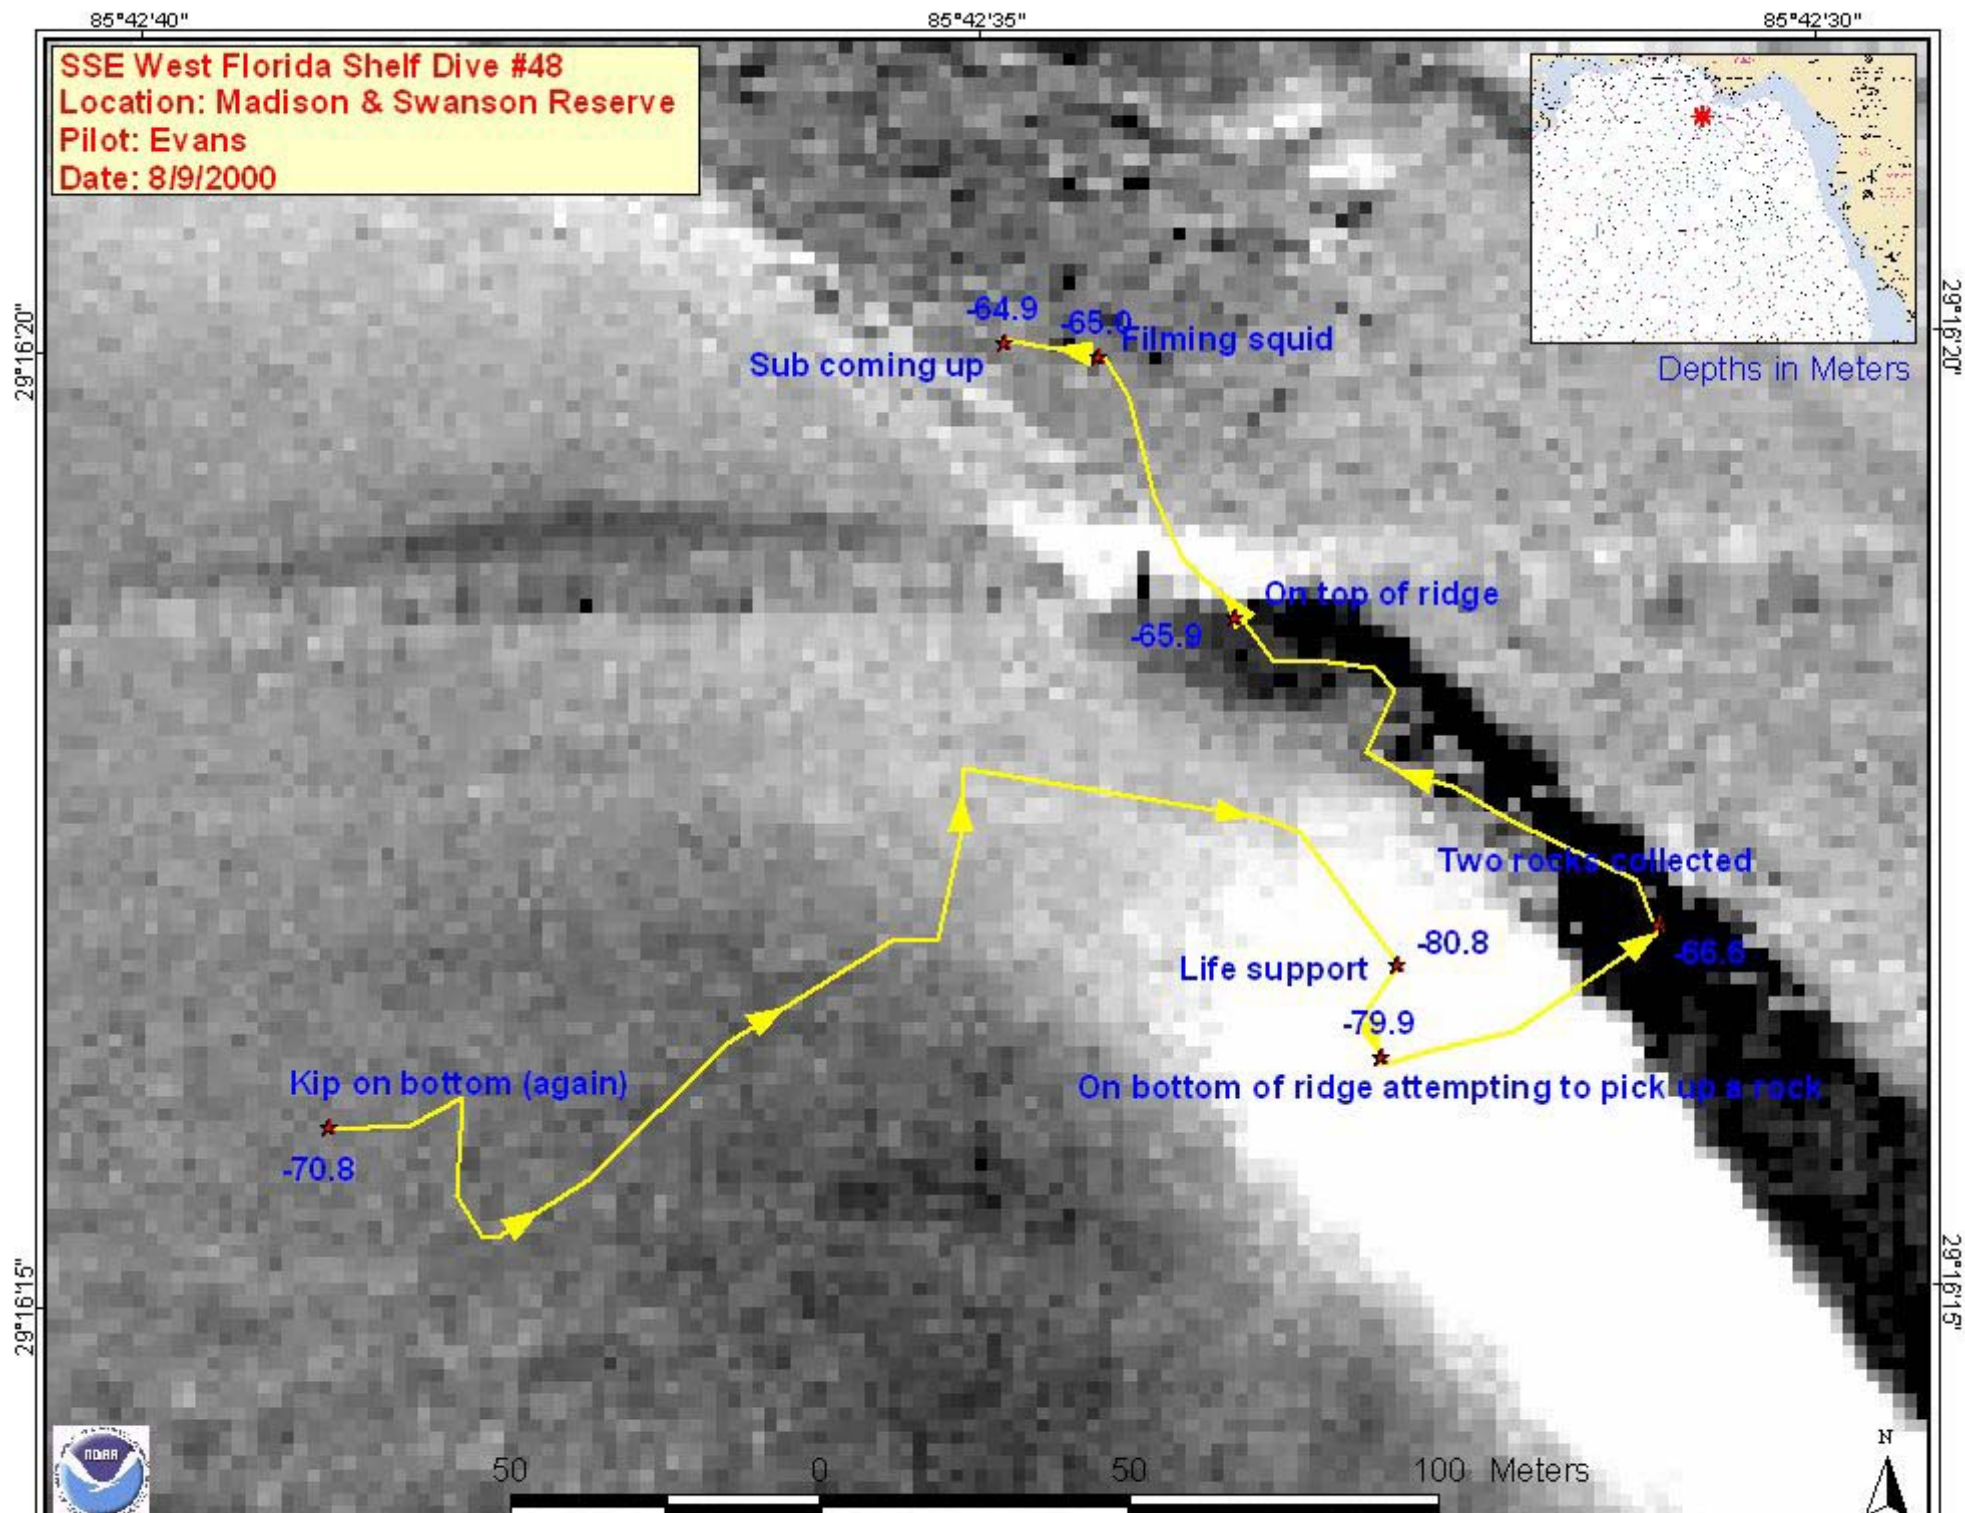 85°42'40"
85°42'35"
85°42'30"
SSE West Florida Shelf Dive #48
Location: Madison & Swanson Reserve
Pilot: Evans
Date: 8/9/2000
Depths in Meters
29°16'20"
29°16'20"
-64.9
-65.0
Filming squid
Sub coming up
On top of ridge
-65.9
Two rocks collected
-66.6
-80.8
Life support
-79.9
On bottom of ridge attempting to pick up a rock
Kip on bottom (again)
-70.8
29°16'15"
29°16'15"
N
NOAA
50 0 50 100 Meters